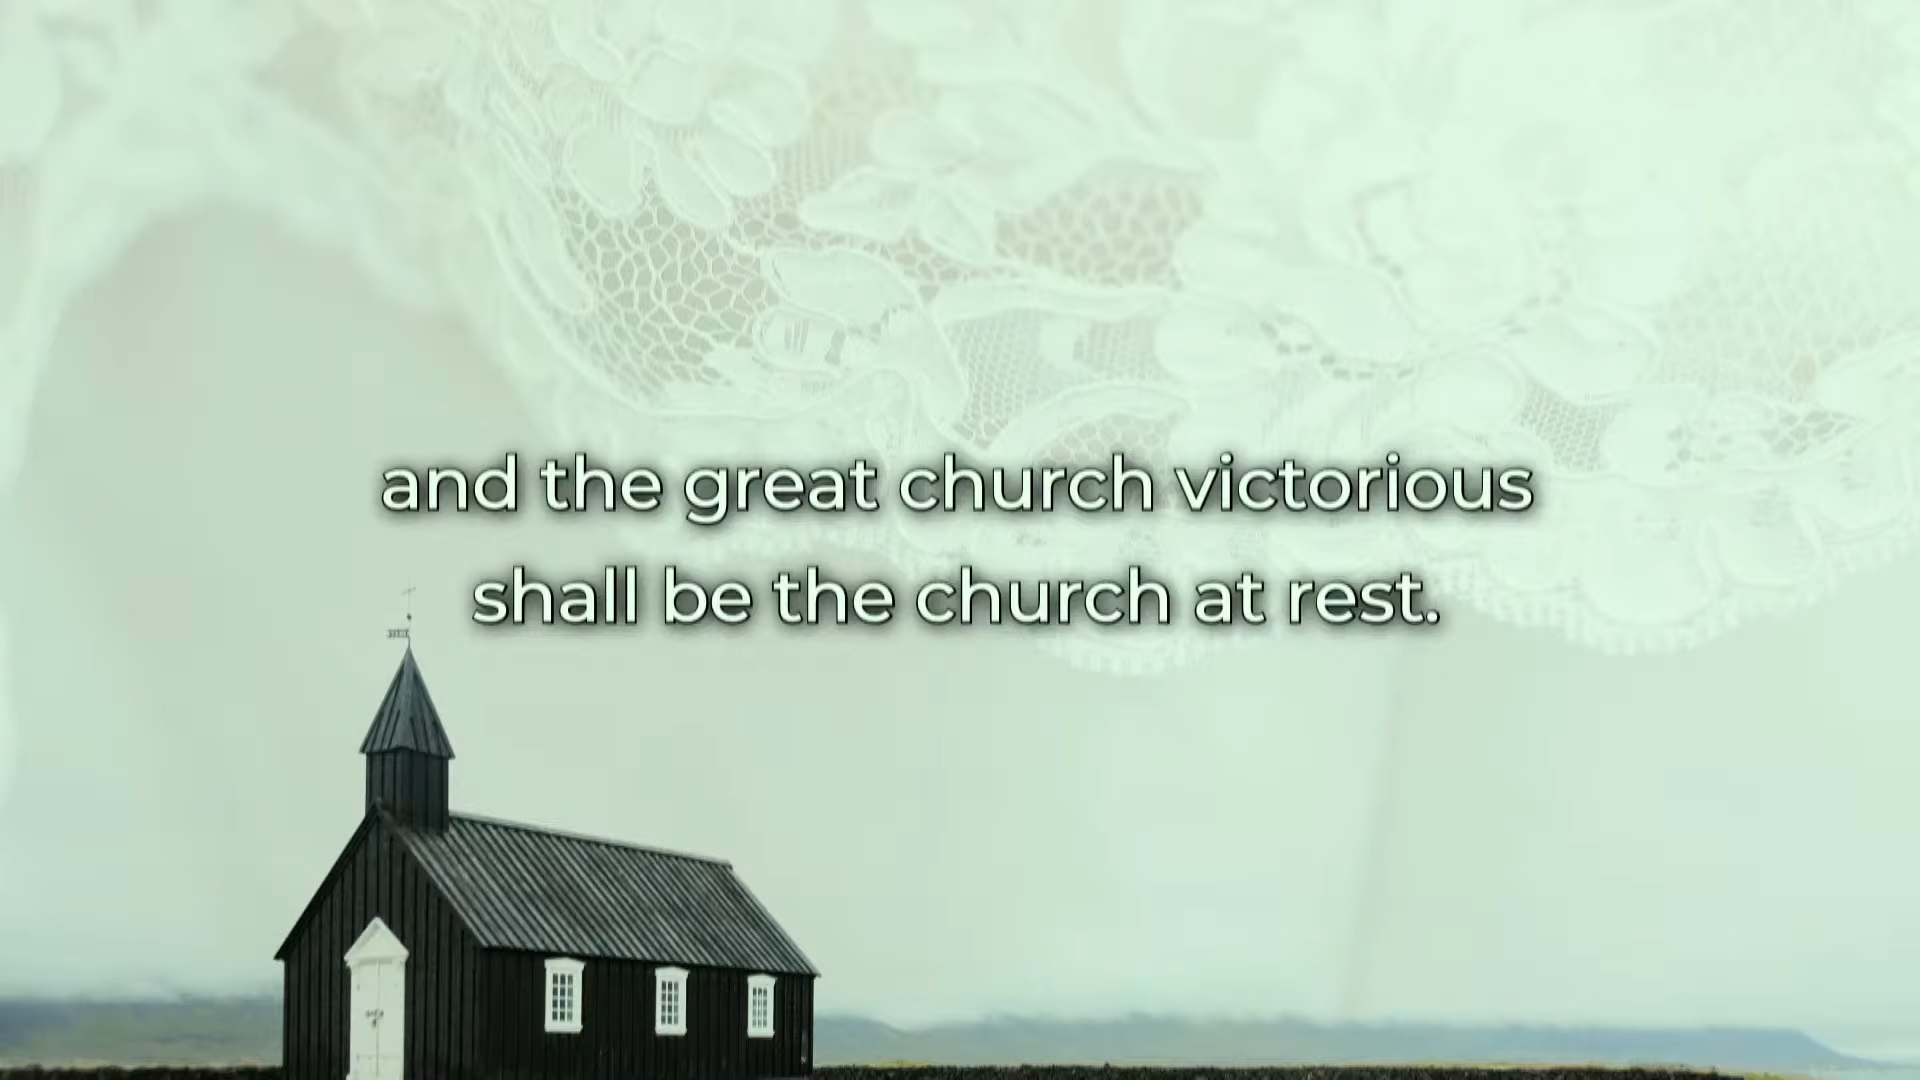 and the great church victorious
shall be the church at rest.